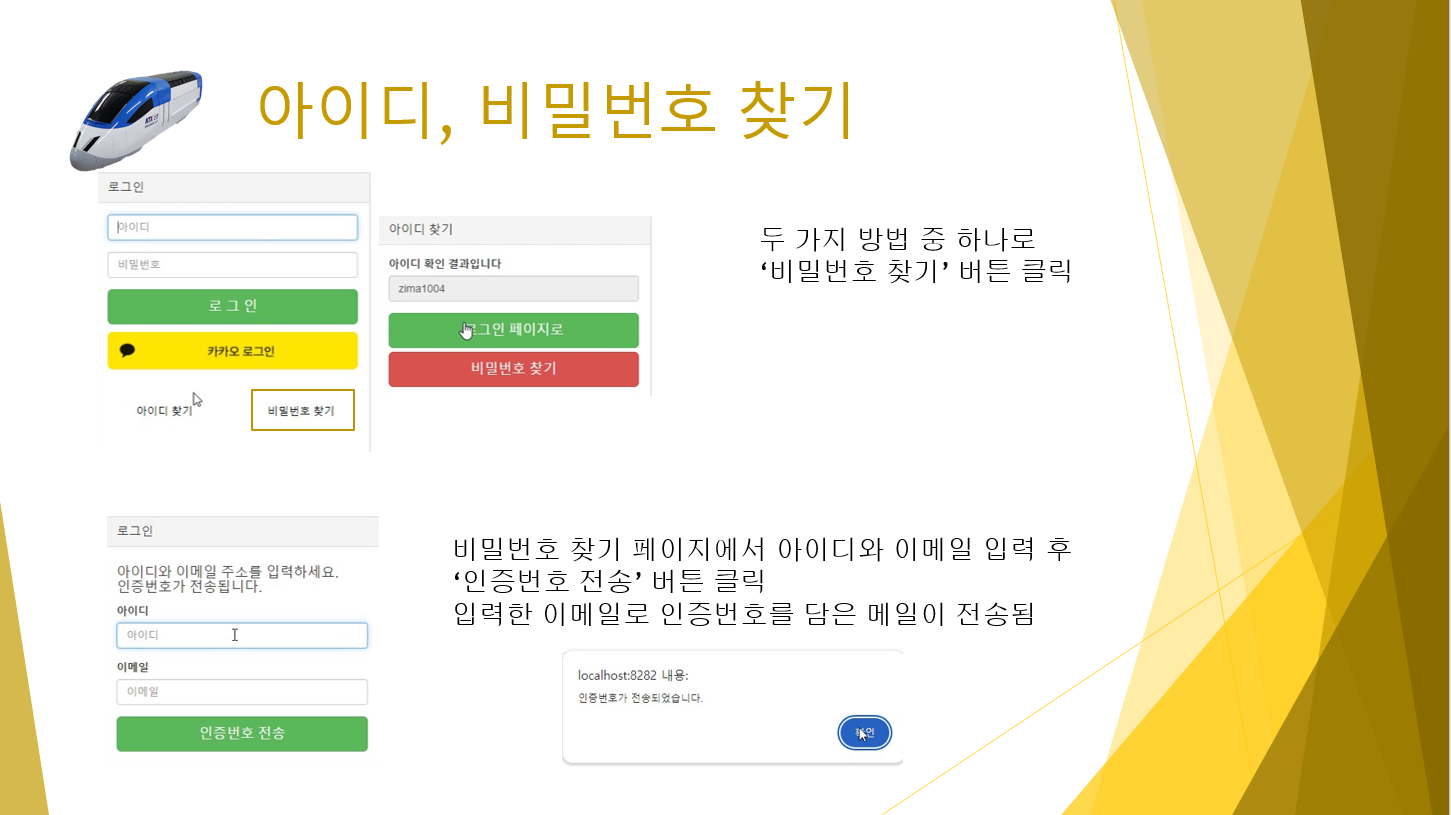 아이디, 비밀번호 찾기
KTX
로그인
아이디
비밀번호
로 그 인
카카오 로그인
아이디 찾기
비밀번호 찾기
아이디 찾기
아이디 확인 결과입니다
zima1004
그인 페이지로
비밀번호 찾기
두 가지 방법 중 하나로
‘비밀번호 찾기’ 버튼 클릭
로그인
아이디와 이메일 주소를 입력하세요.
인증번호가 전송됩니다.
아이디
아이디
이메일
이메일
인증번호 전송
비밀번호 찾기 페이지에서 아이디와 이메일 입력 후
‘인증번호 전송’ 버튼 클릭
입력한 이메일로 인증번호를 담은 메일이 전송됨
localhost:8282 내용:
인증번호가 전송되었습니다.
확인